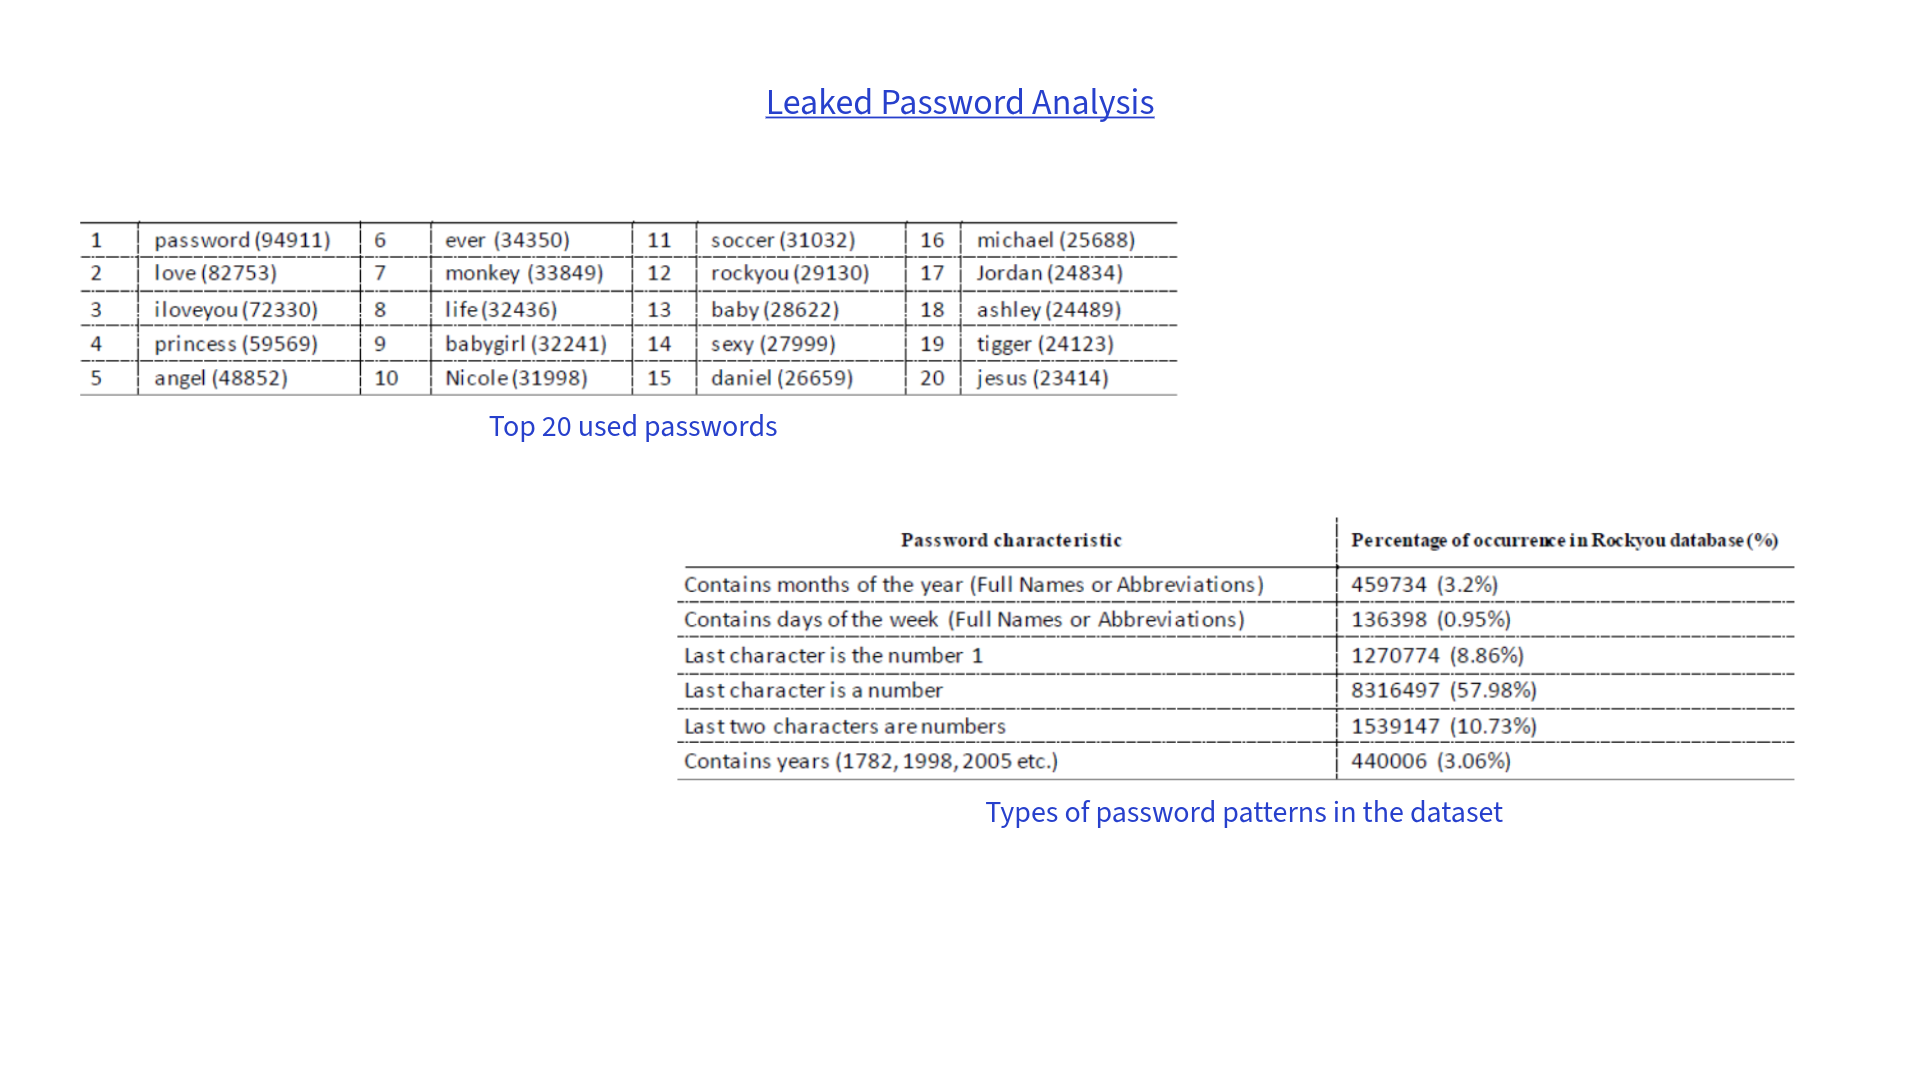 Leaked Password Analysis
1 password (94911) 6 ever (34350) 11 soccer (31032) 16 michael (25688)
2 love (82753) 7 monkey (33849) 12 rockyou (29130) 17 Jordan (24834)
3 iloveyou (72330) 8 life (32436) 13 baby (28622) 18 ashley (24489)
4 princess (59569) 9 babygirl (32241) 14 sexy (27999) 19 tigger (24123)
5 angel (48852) 10 Nicole (31998) 15 daniel (26659) 20 jesus (23414)
Top 20 used passwords
Password characteristic Percentage of occurrence in Rockyou database (%)
Contains months of the year (Full Names or Abbreviations) 459734 (3.2%)
Contains days of the week (Full Names or Abbreviations) 136398 (0.95%)
Last character is the number 1 1270774 (8.86%)
Last character is a number 8316497 (57.98%)
Last two characters are numbers 1539147 (10.73%)
Contains years (1782, 1998, 2005 etc.) 440006 (3.06%)
Types of password patterns in the dataset